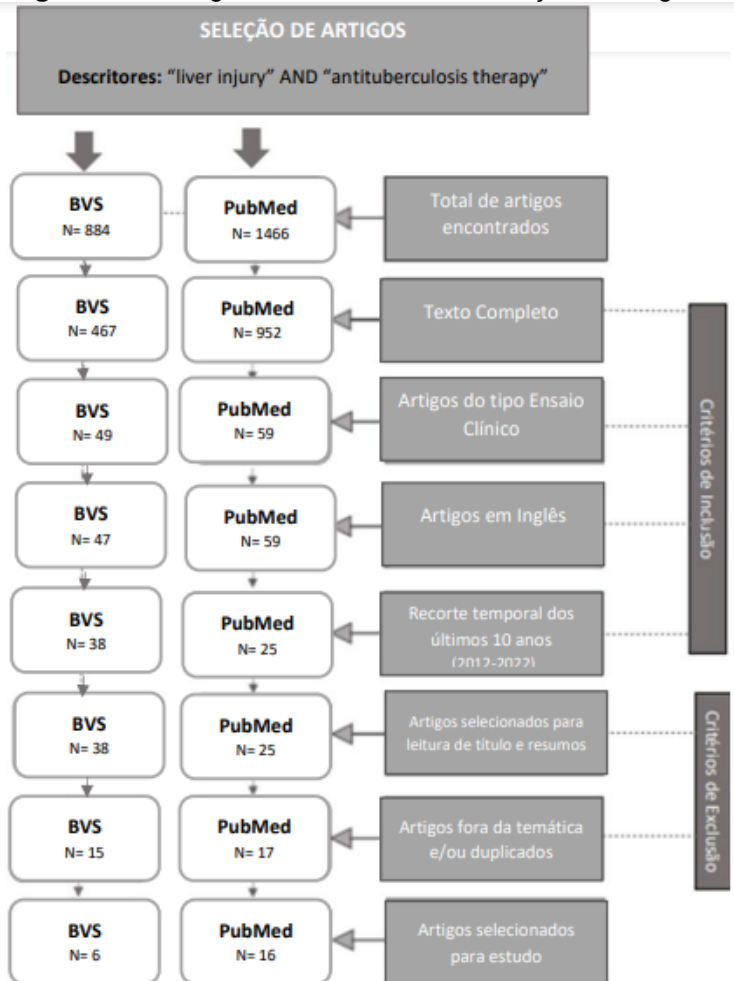 SELEÇÃO DE ARTIGOS
Descritores: “liver injury” AND “antituberculosis therapy”
BVS
N= 884
PubMed
N= 1466
Total de artigos
encontrados
BVS
N= 467
PubMed
N= 952
Texto Completo
BVS
N= 49
PubMed
N= 59
Artigos do tipo Ensaio
Clínico
BVS
N= 47
PubMed
N= 59
Artigos em Inglês
BVS
N= 38
PubMed
N= 25
Recorte temporal dos
últimos 10 anos
(2012-2022)
Critérios de Inclusão
BVS
N= 38
PubMed
N= 25
Artigos selecionados para
leitura de título e resumos
BVS
N= 15
PubMed
N= 17
Artigos fora da temática
e/ou duplicados
Critérios de Exclusão
BVS
N= 6
PubMed
N= 16
Artigos selecionados
para estudo